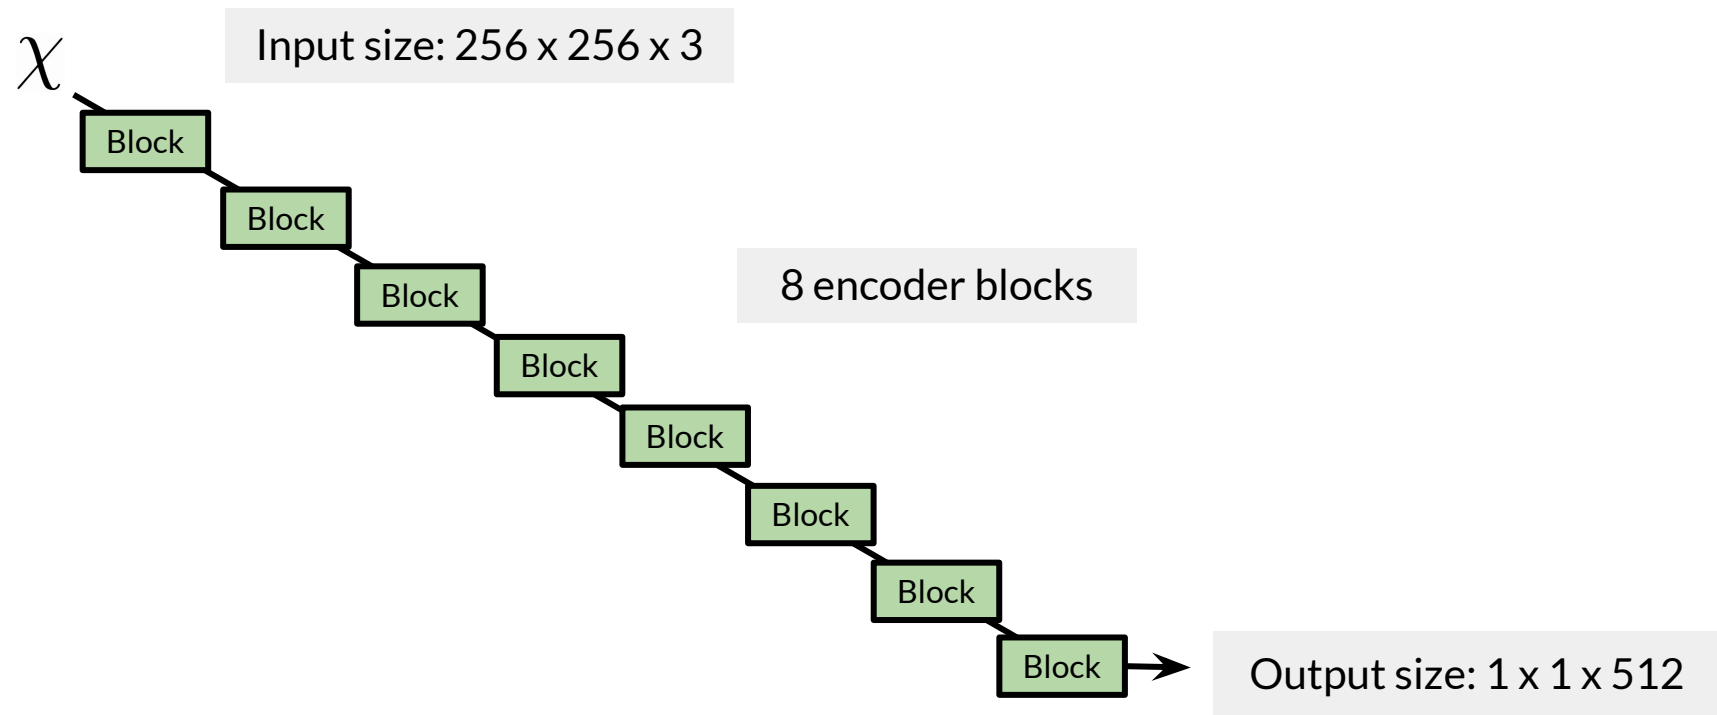 χ
Input size: 256 x 256 x 3
Block
Block
Block
8 encoder blocks
Block
Block
Block
Block
Block
Output size: 1 x 1 x 512